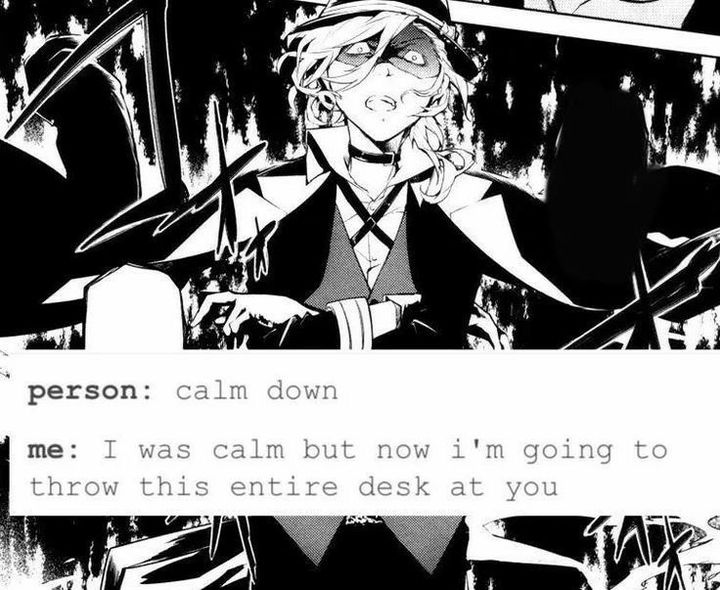 person: calm down
me: I was calm but now i'm going to
throw this entire desk at you